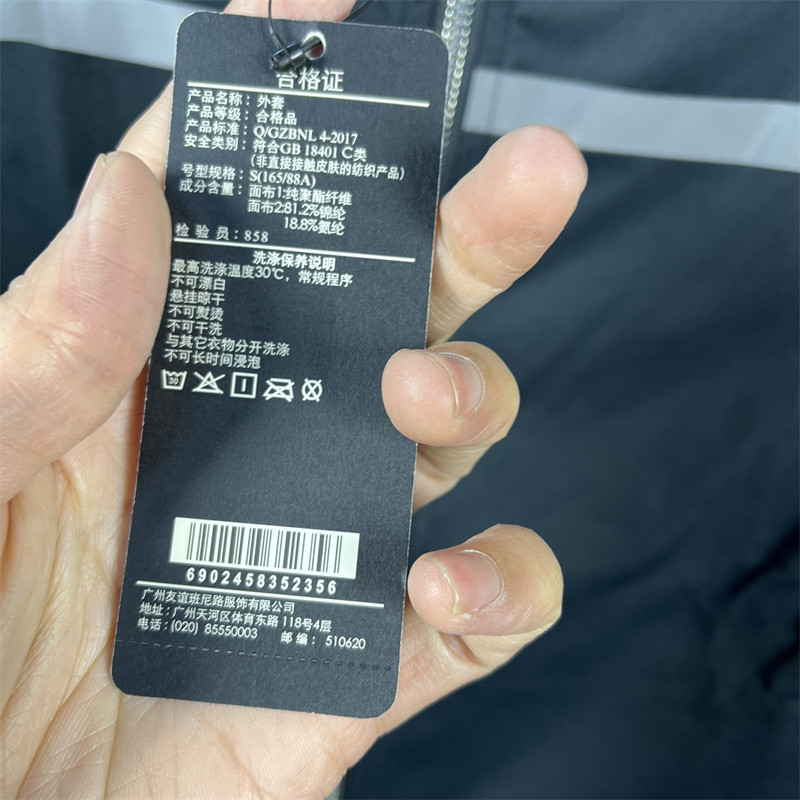 合格证
产品名称：外套
产品等级：合格品
产品标准：Q/GZBNL 4-2017
安全类别：符合GB 18401 C类
（非直接接触皮肤的纺织产品）
号型规格：S(165/88A)
成分含量：面布1:纯聚酯纤维
面布2:81.2%锦纶
18.8%氨纶
检验员：858
洗涤保养说明
最高洗涤温度30℃，常规程序
不可漂白
悬挂晾干
不可熨烫
不可干洗
与其它衣物分开洗涤
不可长时间浸泡
30
6902458352356
广州友谊班尼路服饰有限公司
地址：广州天河区体育东路 118号4层
电话：(020) 85550003 邮编：510620